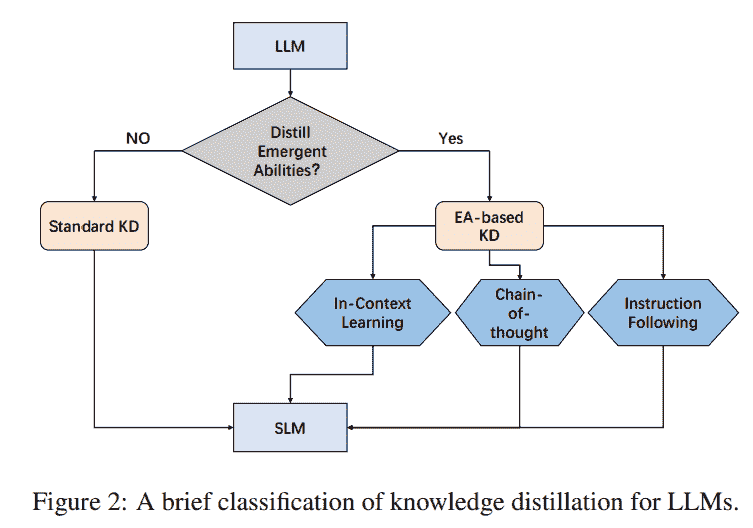 LLM
NO
Distill
Emergent
Abilities?
Yes
Standard KD
EA-based
KD
In-Context
Learning
Chain-
of-
thought
Instruction
Following
SLM
Figure 2: A brief classification of knowledge distillation for LLMs.